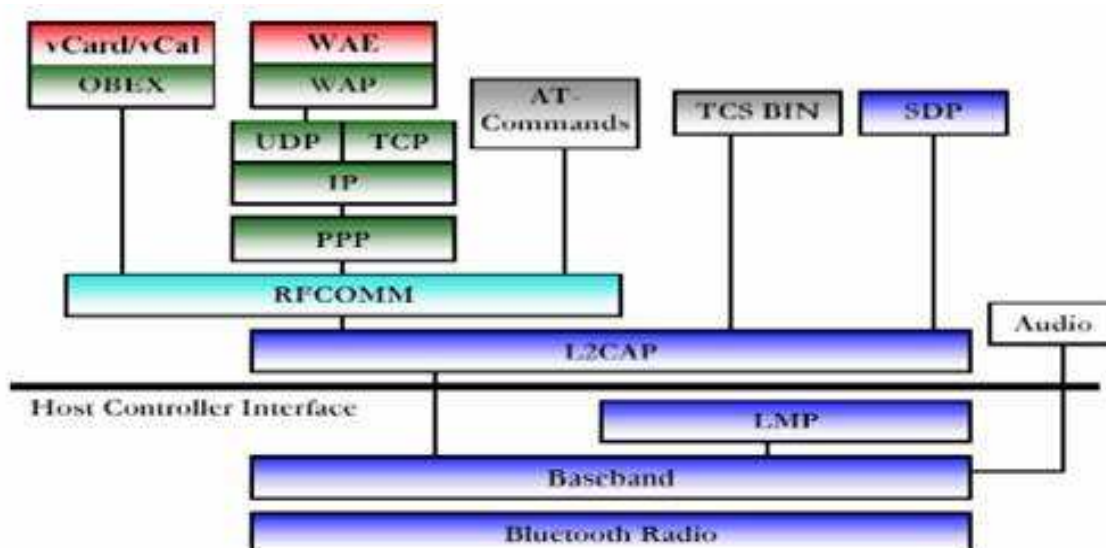 vCard/vCal
OBEX
WAE
WAP
UDP
TCP
IP
PPP
AT-
Commands
TCS BIN
SDP
RFCOMM
L2CAP
Audio
Host Controller Interface
LMP
Baseband
Bluetooth Radio